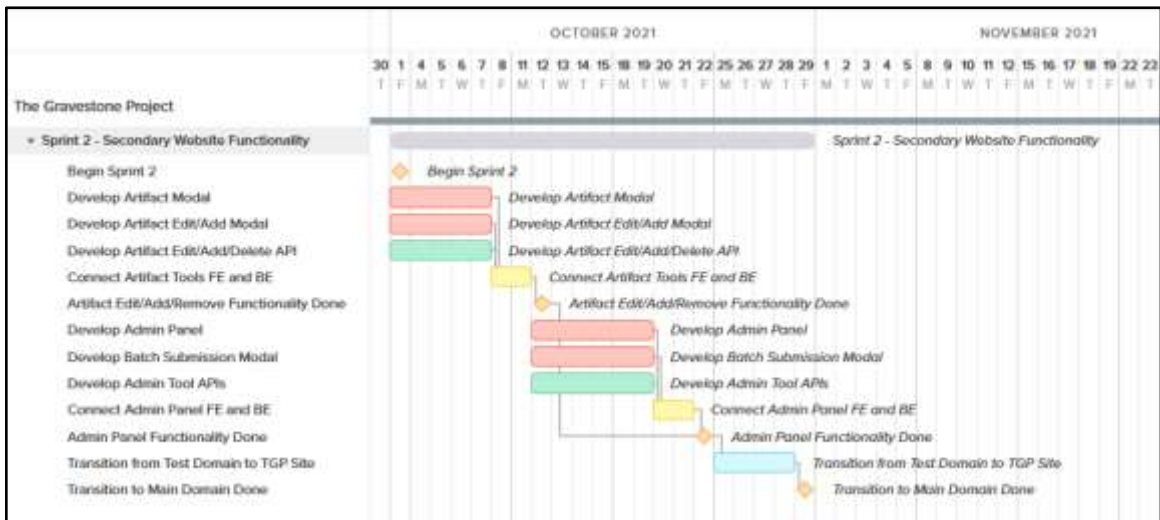 OCTOBER 2021 NOVEMBER 2021
30 1 4 5 6 7 8 11 12 13 14 15 18 19 20 21 22 25 26 27 28 29 1 2 3 4 5 8 9 10 11 12 15 16 17 18 19 22 23
T F M T W T F M T W T F M T W T F M T W T F M T W T F M T W T F M T W T F M T
The Gravestone Project
Sprint 2 - Secondary Website Functionality Sprint 2 - Secondary Website Functionality
Begin Sprint 2 Begin Sprint 2
Develop Artifact Modal Develop Artifact Modal
Develop Artifact Edit/Add Modal Develop Artifact Edit/Add Modal
Develop Artifact Edit/Add/Delete API Develop Artifact Edit/Add/Delete API
Connect Artifact Tools FE and BE Connect Artifact Tools FE and BE
Artifact Edit/Add/Remove Functionality Done Artifact Edit/Add/Remove Functionality Done
Develop Admin Panel Develop Admin Panel
Develop Batch Submission Modal Develop Batch Submission Modal
Develop Admin Tool APIs Develop Admin Tool APIs
Connect Admin Panel FE and BE Connect Admin Panel FE and BE
Admin Panel Functionality Done Admin Panel Functionality Done
Transition from Test Domain to TGP Site Transition from Test Domain to TGP Site
Transition to Main Domain Done Transition to Main Domain Done